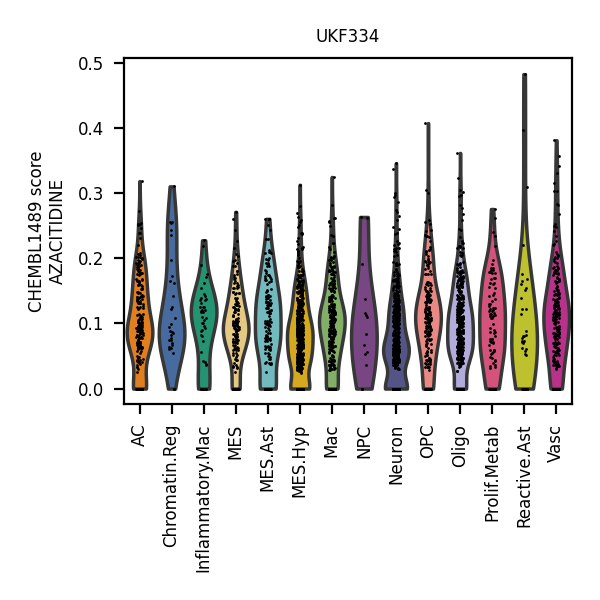 UKF334
CHEMBL1489 score
AZACITIDINE
0.5
0.4
0.3
0.2
0.1
0.0
AC
Chromatin.Reg
Inflammatory.Mac
MES
MES.Ast
MES.Hyp
Mac
NPC
Neuron
OPC
Oligo
Prolif.Metab
Reactive.Ast
Vasc